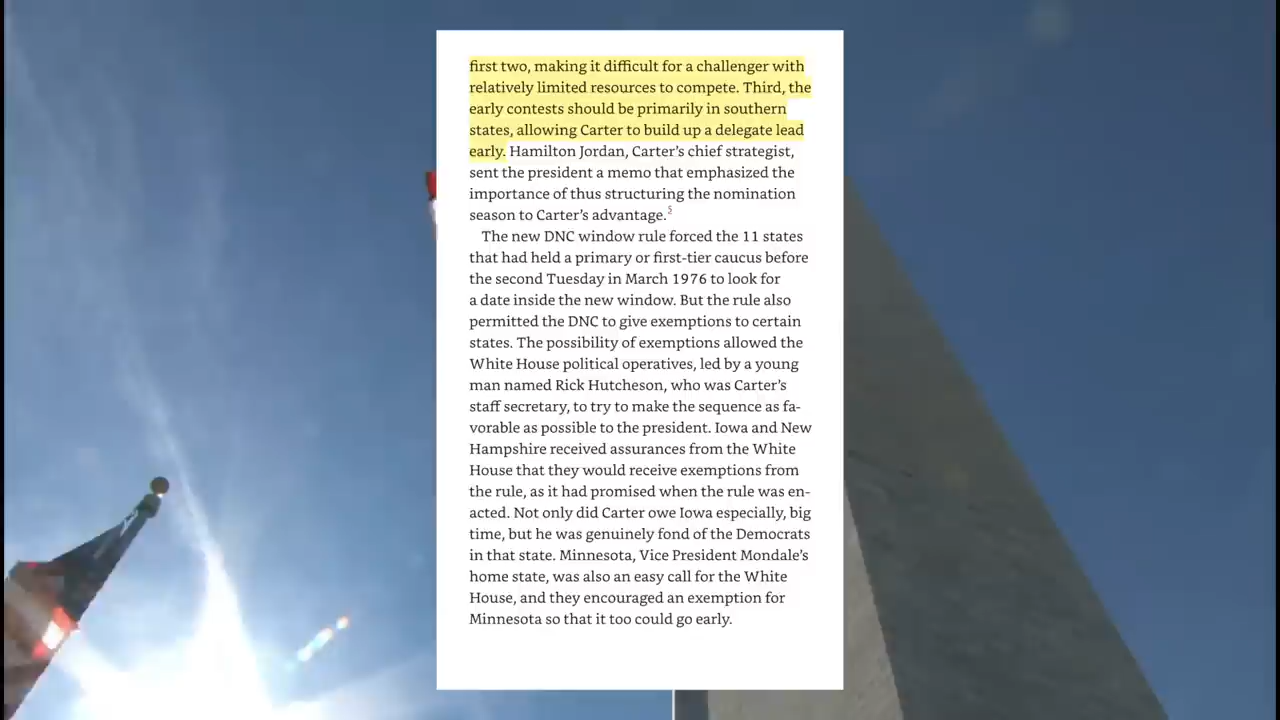 first two, making it difficult for a challenger with
relatively limited resources to compete. Third, the
early contests should be primarily in southern
states, allowing Carter to build up a delegate lead
early. Hamilton Jordan, Carter’s chief strategist,
sent the president a memo that emphasized the
importance of thus structuring the nomination
season to Carter’s advantage.5
The new DNC window rule forced the 11 states
that had held a primary or first-tier caucus before
the second Tuesday in March 1976 to look for
a date inside the new window. But the rule also
permitted the DNC to give exemptions to certain
states. The possibility of exemptions allowed the
White House political operatives, led by a young
man named Rick Hutcheson, who was Carter’s
staff secretary, to try to make the sequence as fa-
vorable as possible to the president. Iowa and New
Hampshire received assurances from the White
House that they would receive exemptions from
the rule, as it had promised when the rule was en-
acted. Not only did Carter owe Iowa especially, big
time, but he was genuinely fond of the Democrats
in that state. Minnesota, Vice President Mondale’s
home state, was also an easy call for the White
House, and they encouraged an exemption for
Minnesota so that it too could go early.